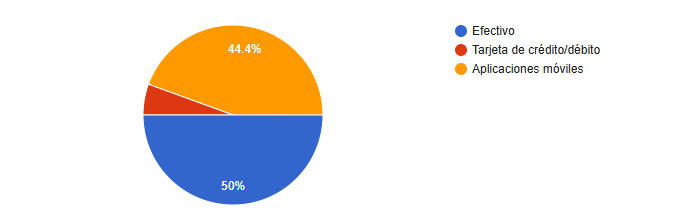 Efectivo
Tarjeta de crédito/débito
Aplicaciones móviles
44.4%
50%